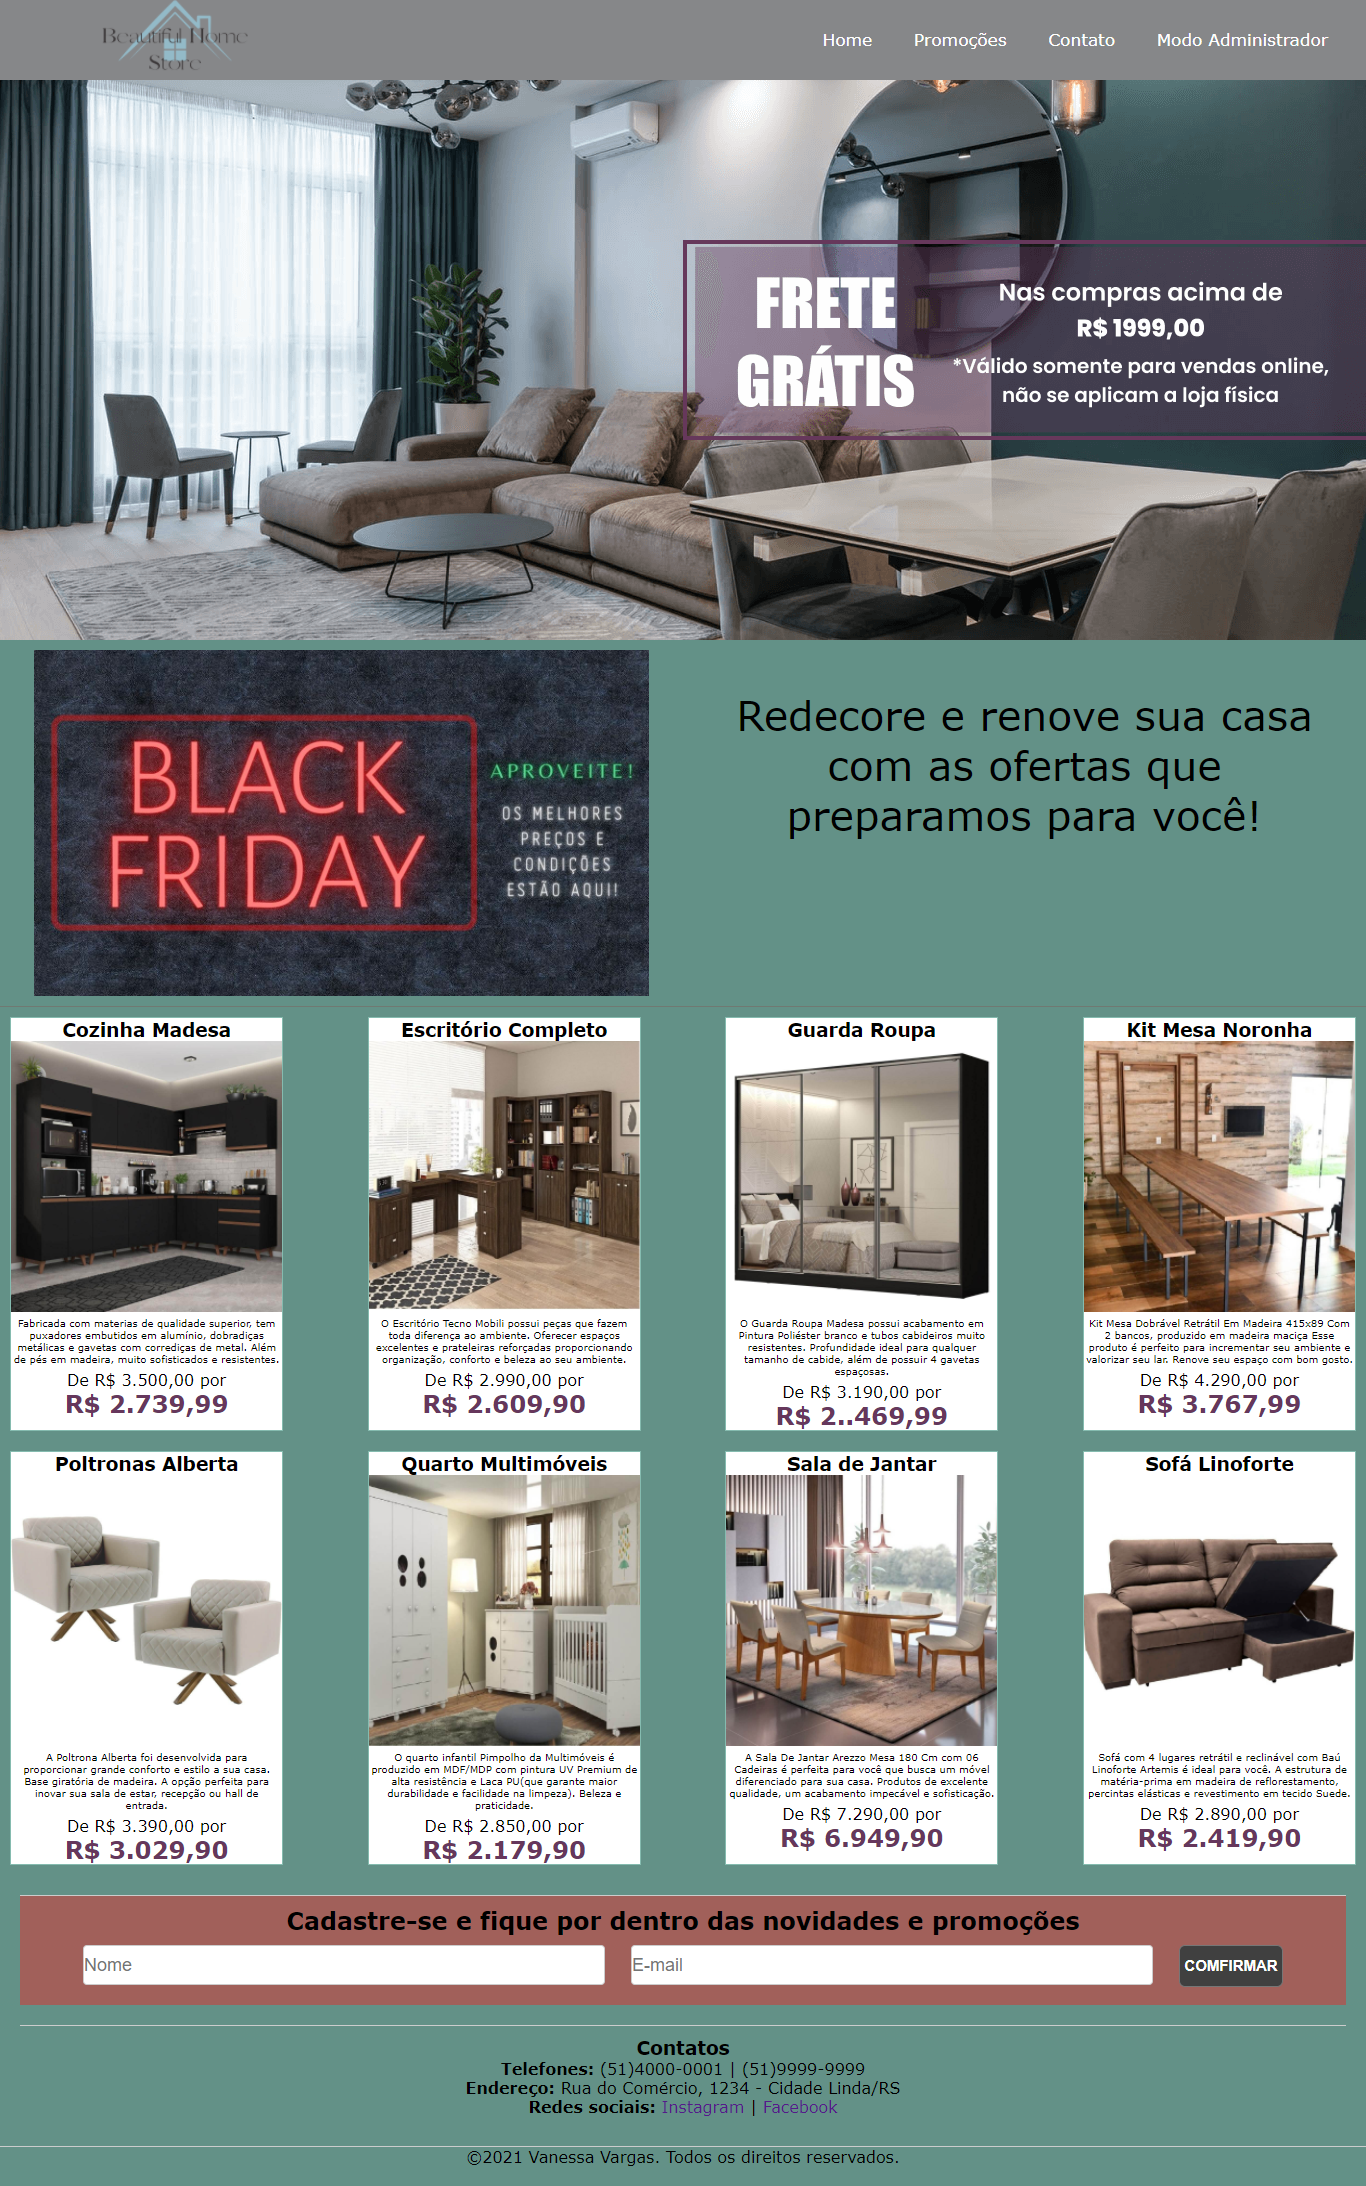 Beautiful Home
Store
Home
Promoções
Contato
Modo Administrador
FRETE
GRÁTIS
Nas compras acima de
R$ 1999,00
*Válido somente para vendas online,
não se aplicam a loja física
BLACK
FRIDAY
APROVEITE!
OS MELHORES
PREÇOS E
CONDIÇÕES
ESTÃO AQUI!
Redecore e renove sua casa
com as ofertas que
preparamos para você!
Cozinha Madesa
Fabricada com materias de qualidade superior, tem
puxadores embutidos em alumínio, dobradiças
metálicas e gavetas com corrediças de metal. Além
de pés em madeira, muito sofisticados e resistentes.
De R$ 3.500,00 por
R$ 2.739,99
Escritório Completo
O Escritório Tecno Mobili possui peças que fazem
toda diferença ao ambiente. Oferecer espaços
excelentes e prateleiras reforçadas proporcionando
organização, conforto e beleza ao seu ambiente.
De R$ 2.990,00 por
R$ 2.609,90
Guarda Roupa
O Guarda Roupa Madesa possui acabamento em
Pintura Poliéster branco e tubos cabideiros muito
resistentes. Profundidade ideal para qualquer
tamanho de cabide, além de possuir 4 gavetas
espaçosas.
De R$ 3.190,00 por
R$ 2..469,99
Kit Mesa Noronha
Kit Mesa Dobrável Retrátil Em Madeira 415x89 Com
2 bancos, produzido em madeira maciça Esse
produto é perfeito para incrementar seu ambiente e
valorizar seu lar. Renove seu espaço com bom gosto.
De R$ 4.290,00 por
R$ 3.767,99
Poltronas Alberta
A Poltrona Alberta foi desenvolvida para
proporcionar grande conforto e estilo a sua casa.
Base giratória de madeira. A opção perfeita para
inovar sua sala de estar, recepção ou hall de
entrada.
De R$ 3.390,00 por
R$ 3.029,90
Quarto Multimóveis
O quarto infantil Pimpolho da Multimóveis é
produzido em MDF/MDP com pintura UV Premium de
alta resistência e Laca PU(que garante maior
durabilidade e facilidade na limpeza). Beleza e
praticidade.
De R$ 2.850,00 por
R$ 2.179,90
Sala de Jantar
A Sala De Jantar Arezzo Mesa 180 Cm com 06
Cadeiras é perfeita para você que busca um móvel
diferenciado para sua casa. Produtos de excelente
qualidade, um acabamento impecável e sofisticação.
De R$ 7.290,00 por
R$ 6.949,90
Sofá Linoforte
Sofá com 4 lugares retrátil e reclinável com Baú
Linoforte Artemis é ideal para você. A estrutura de
matéria-prima em madeira de reflorestamento,
percintas elásticas e revestimento em tecido Suede.
De R$ 2.890,00 por
R$ 2.419,90
Cadastre-se e fique por dentro das novidades e promoções
Nome
E-mail
COMFIRMAR
Contatos
Telefones: (51)4000-0001 | (51)9999-9999
Endereço: Rua do Comércio, 1234 - Cidade Linda/RS
Redes sociais: Instagram | Facebook
©2021 Vanessa Vargas. Todos os direitos reservados.